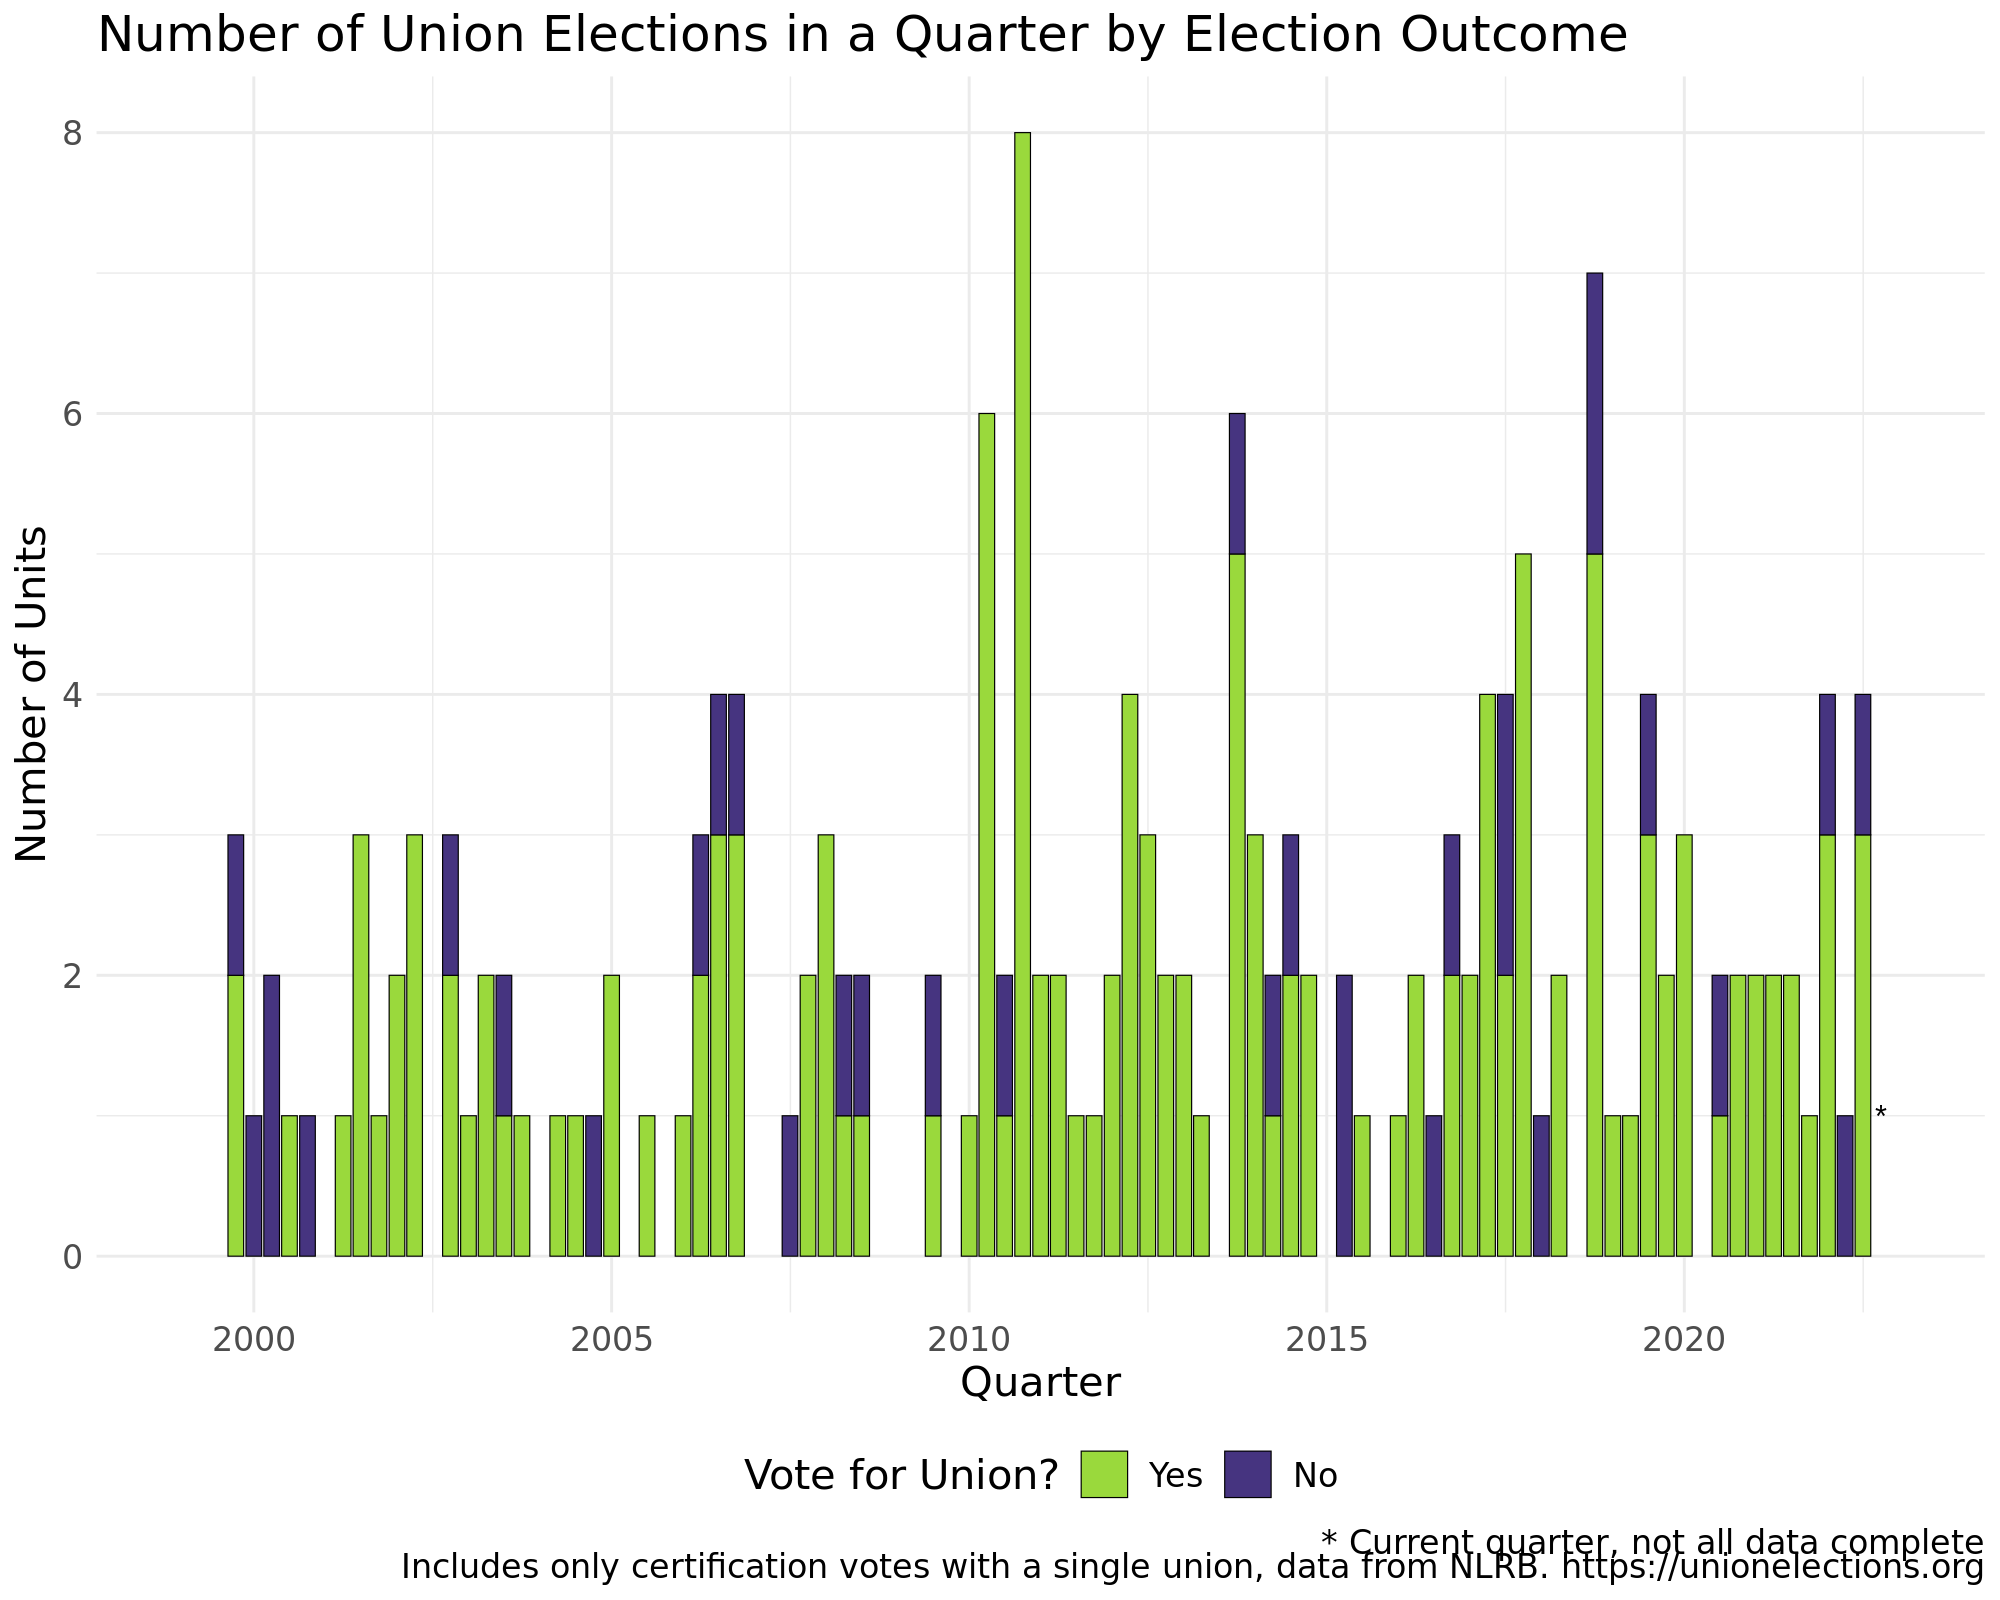 Number of Union Elections in a Quarter by Election Outcome
8
6
4
2
0
Number of Units
*
2000 2005 2010 2015 2020
Quarter
Vote for Union? Yes No
* Current quarter, not all data complete
Includes only certification votes with a single union, data from NLRB. https://unionelections.org